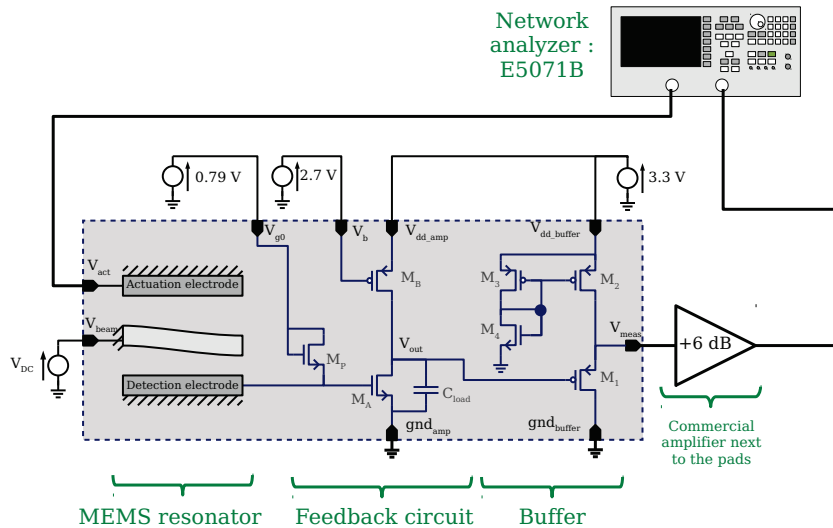 Network
analyzer :
E5071B
0.79 V
2.7 V
3.3 V
V_g0
V_b
V_dd_amp
V_dd_buffer
V_act
Actuation electrode
M_B
M_3
M_2
V_beam
V_out
M_4
V_meas
+6 dB
V_DC
M_P
Detection electrode
M_A
C_load
M_1
gnd_amp
gnd_buffer
Commercial
amplifier next
to the pads
MEMS resonator
Feedback circuit
Buffer